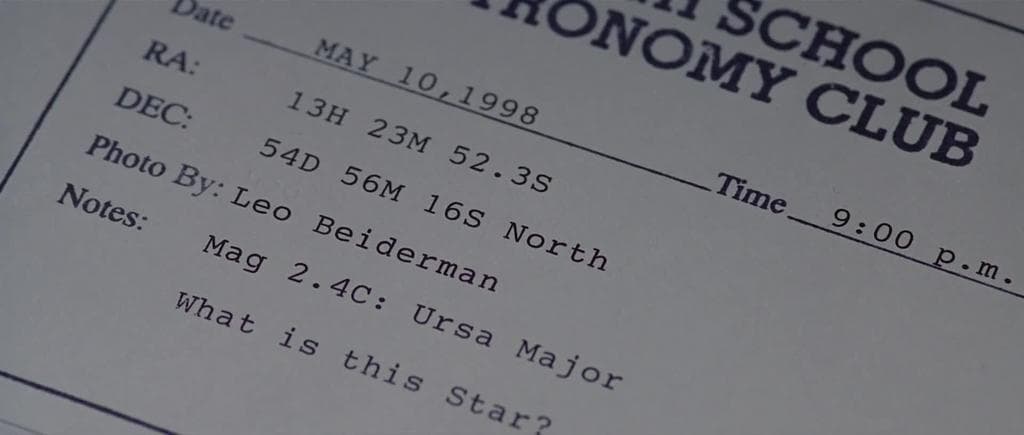 SCHOOL
TRONOMY CLUB
Date MAY 10,1998 Time 9:00 p.m.
RA: 13H 23M 52.3S
DEC: 54D 56M 16S North
Photo By: Leo Beiderman
Notes: Mag 2.4C: Ursa Major
What is this Star?